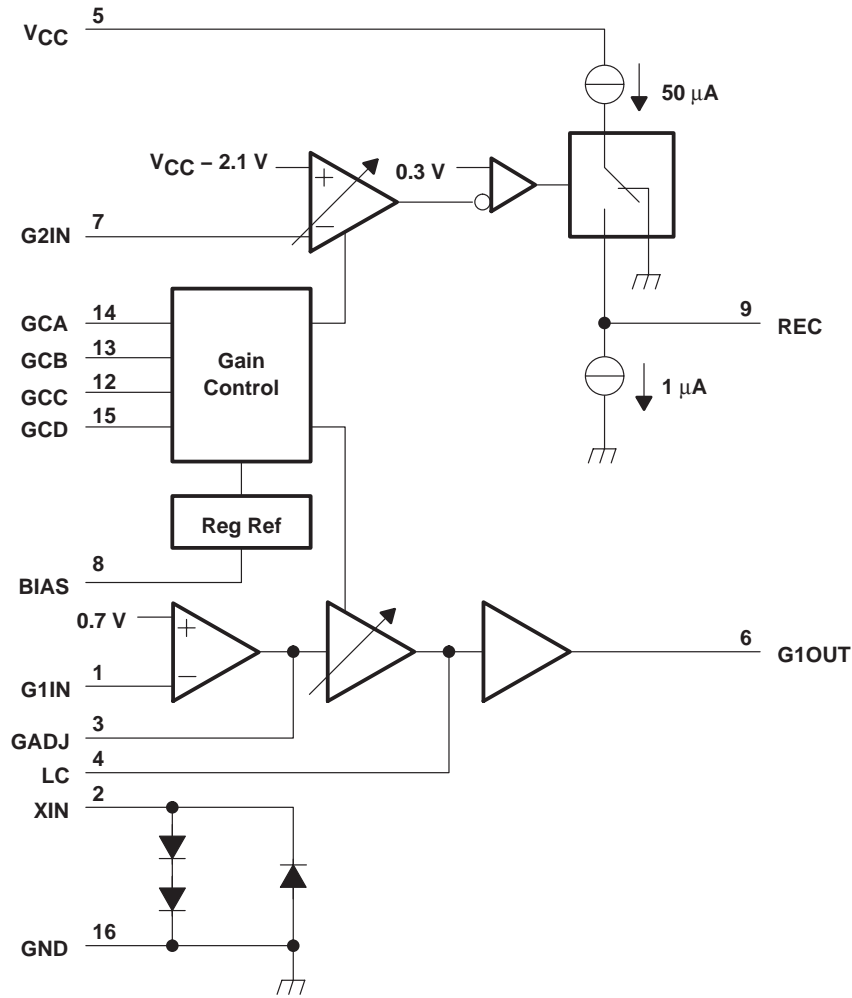 5
VCC
50 μA
VCC – 2.1 V
0.3 V
+
–
7
G2IN
14
GCA
13
GCB
12
GCC
15
GCD
Gain
Control
9
REC
1 μA
Reg Ref
8
BIAS
0.7 V
+
–
1
G1IN
6
G1OUT
3
GADJ
4
LC
2
XIN
16
GND